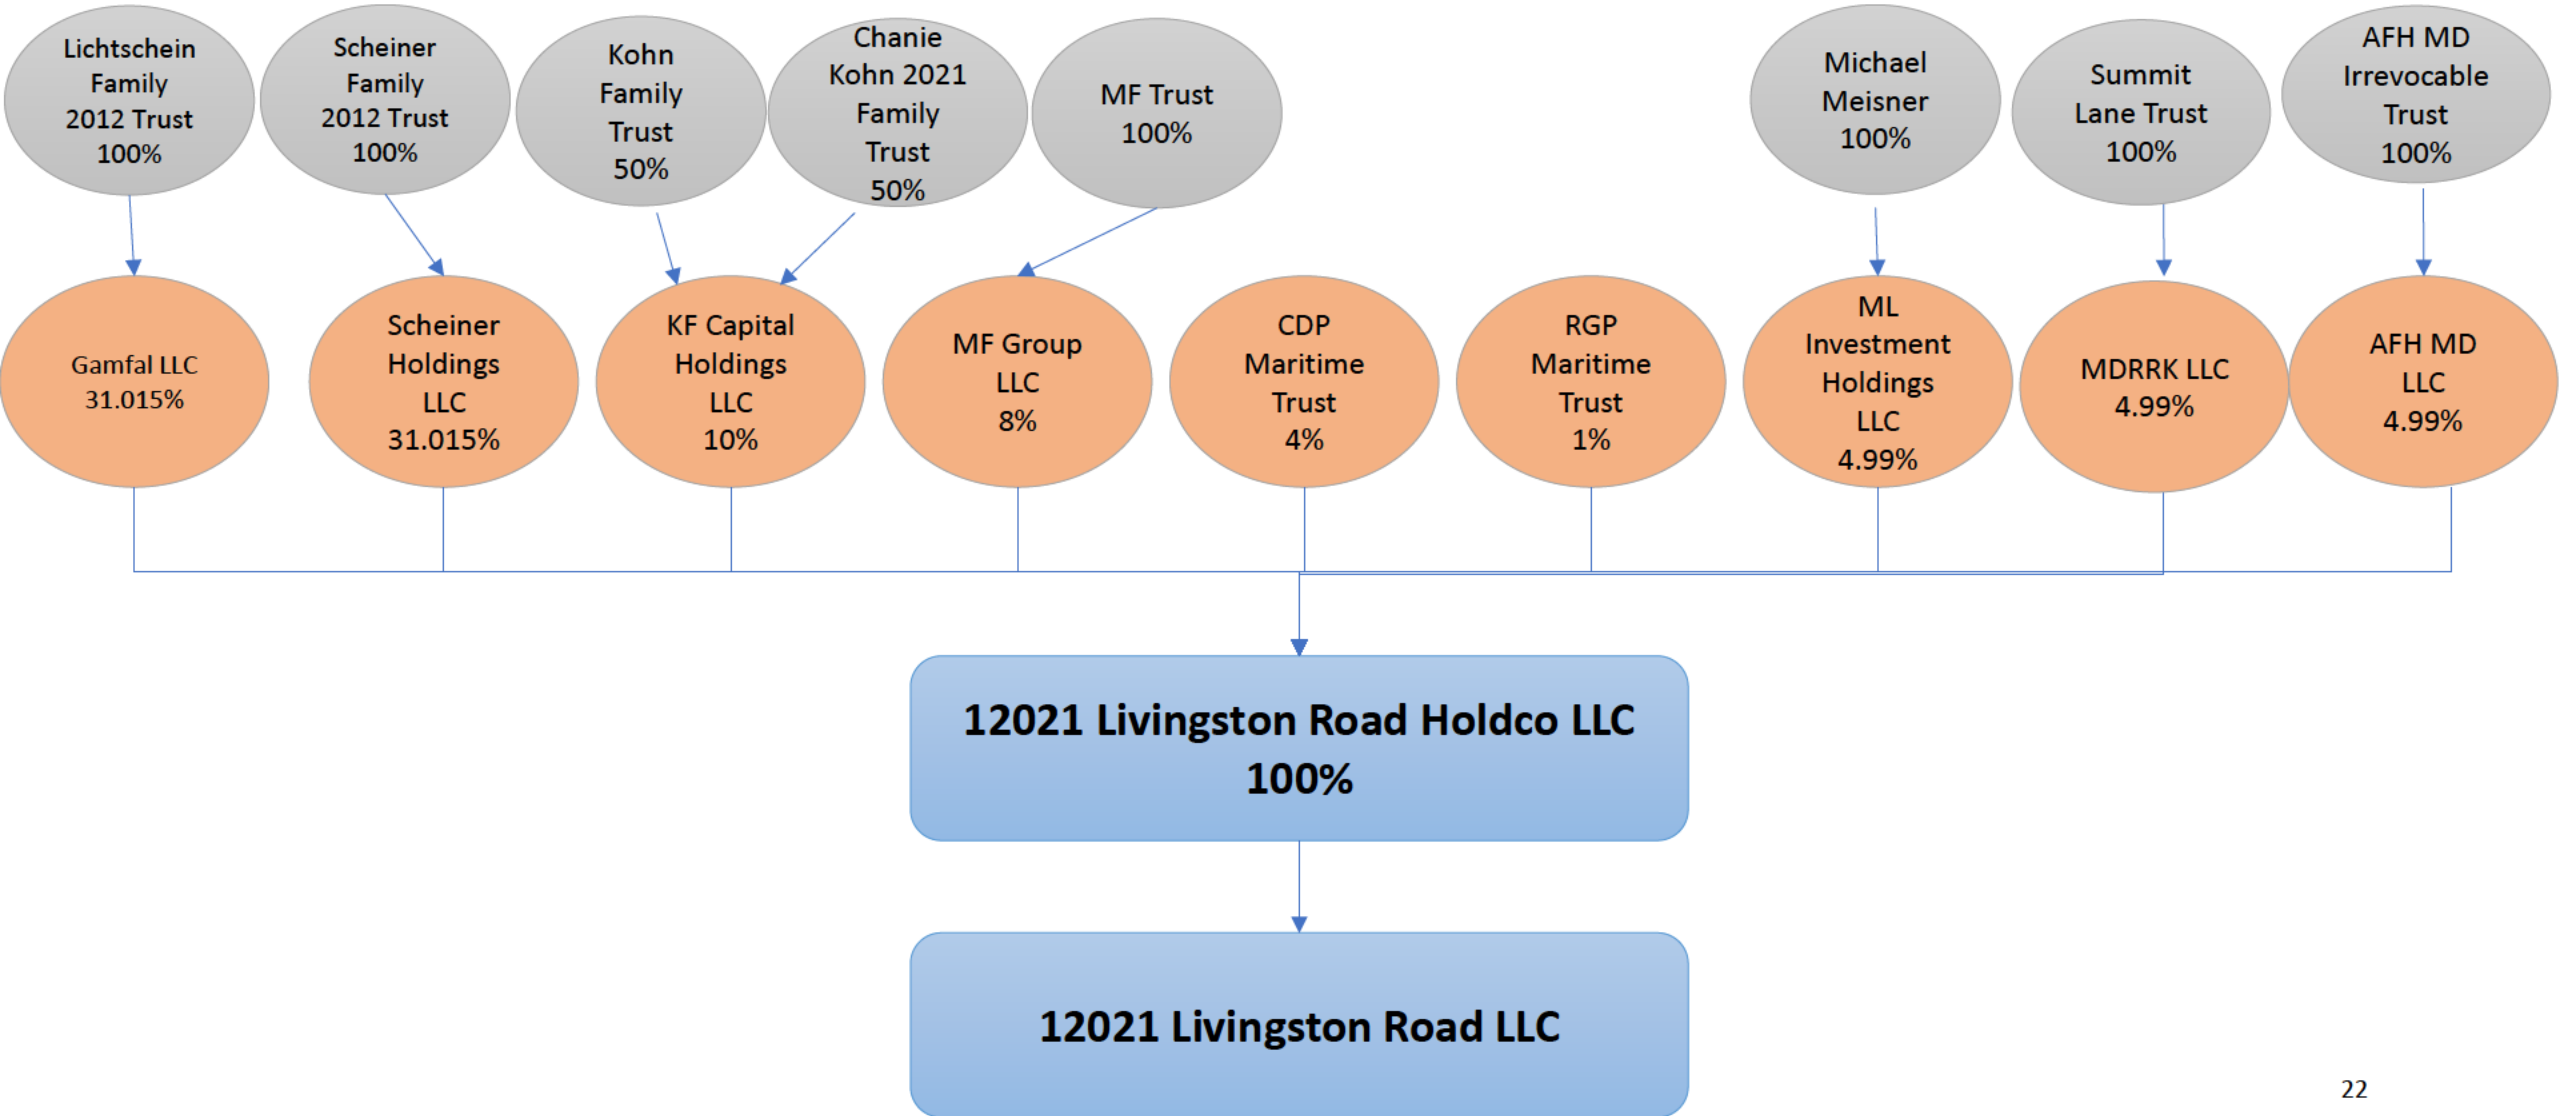 Lichtschein
Family
2012 Trust
100%
Scheiner
Family
2012 Trust
100%
Kohn
Family
Trust
50%
Chanie
Kohn 2021
Family
Trust
50%
MF Trust
100%
Michael
Meisner
100%
Summit
Lane Trust
100%
AFH MD
Irrevocable
Trust
100%
Gamfal LLC
31.015%
Scheiner
Holdings
LLC
31.015%
KF Capital
Holdings
LLC
10%
MF Group
LLC
8%
CDP
Maritime
Trust
4%
RGP
Maritime
Trust
1%
ML
Investment
Holdings
LLC
4.99%
MDRRK LLC
4.99%
AFH MD
LLC
4.99%
12021 Livingston Road Holdco LLC
100%
12021 Livingston Road LLC
22